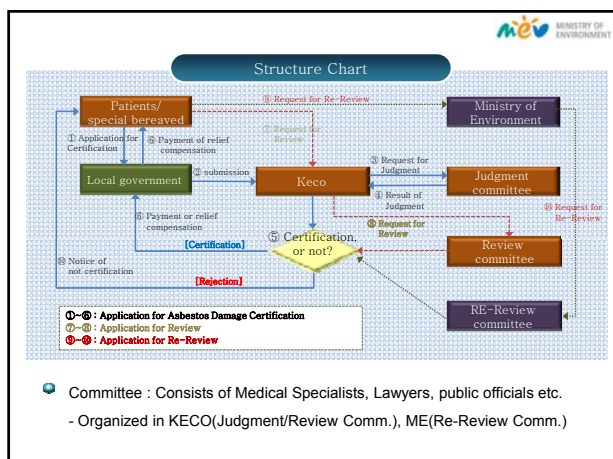 mev MINISTRY OF
ENVIRONMENT
Structure Chart
Patients/
special bereaved
⑨ Request for Re-Review
Ministry of
Environment
⑦ Request for
Review
① Application for
Certification
⑥ Payment of relief
compensation
③ Request for
Judgment
Local government
② submission
Keco
Judgment
committee
④ Result of
Judgment
⑥ Payment or relief
compensation
⑧ Request for
Review
⑩ Request for
Re-Review
⑤ Certification,
or not?
[Certification]
Review
committee
⑩ Notice of
not certification
[Rejection]
RE-Review
committee
①~⑥ : Application for Asbestos Damage Certification
⑦~⑧ : Application for Review
⑨~⑩ : Application for Re-Review
Committee : Consists of Medical Specialists, Lawyers, public officials etc.
- Organized in KECO(Judgment/Review Comm.), ME(Re-Review Comm.)